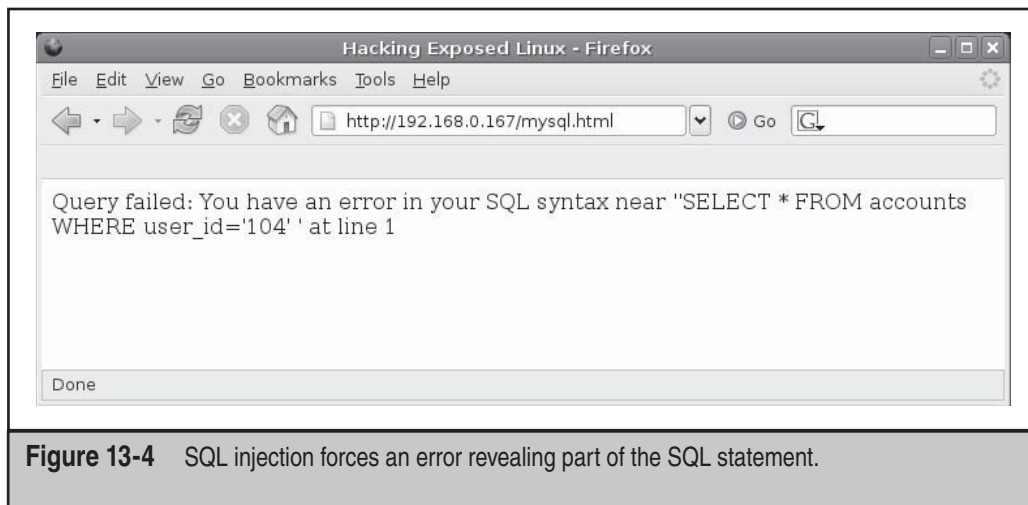 Hacking Exposed Linux - Firefox
File Edit View Go Bookmarks Tools Help
http://192.168.0.167/mysql.html Go G
Query failed: You have an error in your SQL syntax near "SELECT * FROM accounts
WHERE user_id='104' ' at line 1
Done
Figure 13-4 SQL injection forces an error revealing part of the SQL statement.